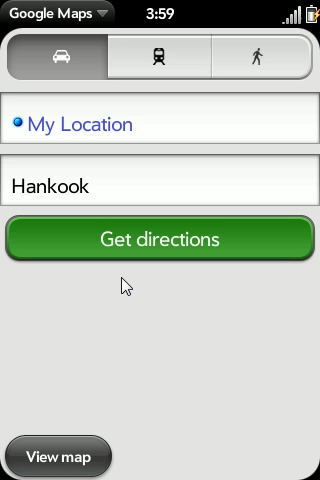 Google Maps
3:59
My Location
Hankook
Get directions
View map